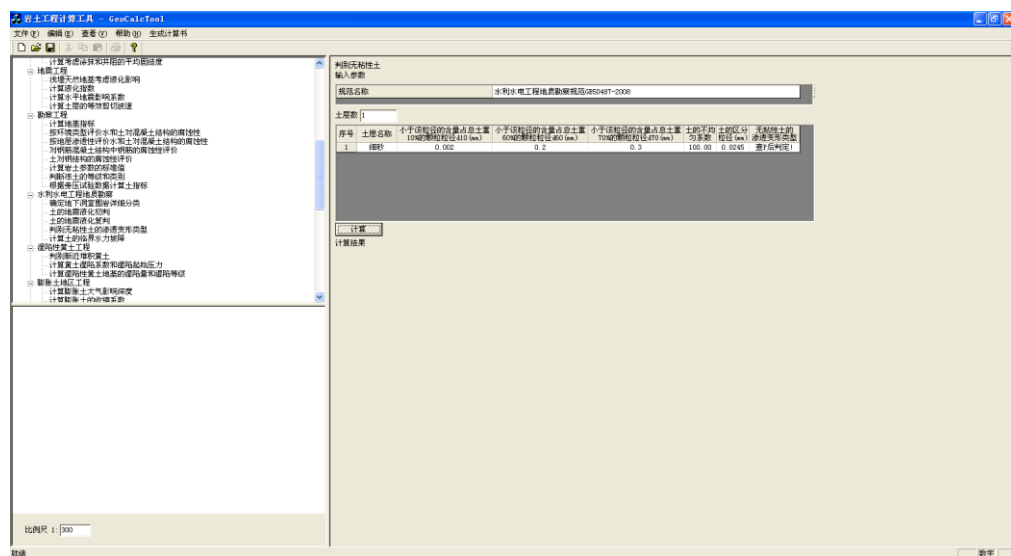 岩土工程计算工具 - GeoCalcTool
文件(F) 编辑(E) 查看(V) 帮助(H) 生成计算书
计算考虑涂抹和井阻的平均固结度
地震工程
浅埋天然地基考虑液化影响
计算液化指数
计算水平地震影响系数
计算土层的等效剪切波速
勘察工程
计算地基指标
按环境类型评价水和土对混凝土结构的腐蚀性
按地层渗透性评价水和土对混凝土结构的腐蚀性
对钢筋混凝土结构中钢筋的腐蚀性评价
土对钢结构的腐蚀性评价
计算岩土参数的标准值
判断冻土的等级和类别
根据旁压试验数据计算土指标
水利水电工程地质勘察
确定地下洞室围岩详细分类
土的地震液化初判
土的地震液化复判
判别无粘性土的渗透变形类型
计算土的临界水力坡降
湿陷性黄土工程
判别新近堆积黄土
计算黄土湿陷系数和湿陷起始压力
计算湿陷性黄土地基的湿陷量和湿陷等级
膨胀土地区工程
计算膨胀土大气影响深度
计算膨胀土的收缩系数
比例尺 1: 300
就绪
判别无粘性土
输入参数
规范名称 水利水电工程地质勘察规范GB50487-2008
土层数 1
序号 土层名称 小于该粒径的含量占总土重10%的颗粒粒径d10(mm) 小于该粒径的含量占总土重60%的颗粒粒径d60(mm) 小于该粒径的含量占总土重70%的颗粒粒径d70(mm) 土的不均匀系数 土的区分粒径(mm) 无粘性土的渗透变形类型
1 细砂 0.002 0.2 0.3 100.00 0.0245 查P后判定!
计算
计算结果
数字